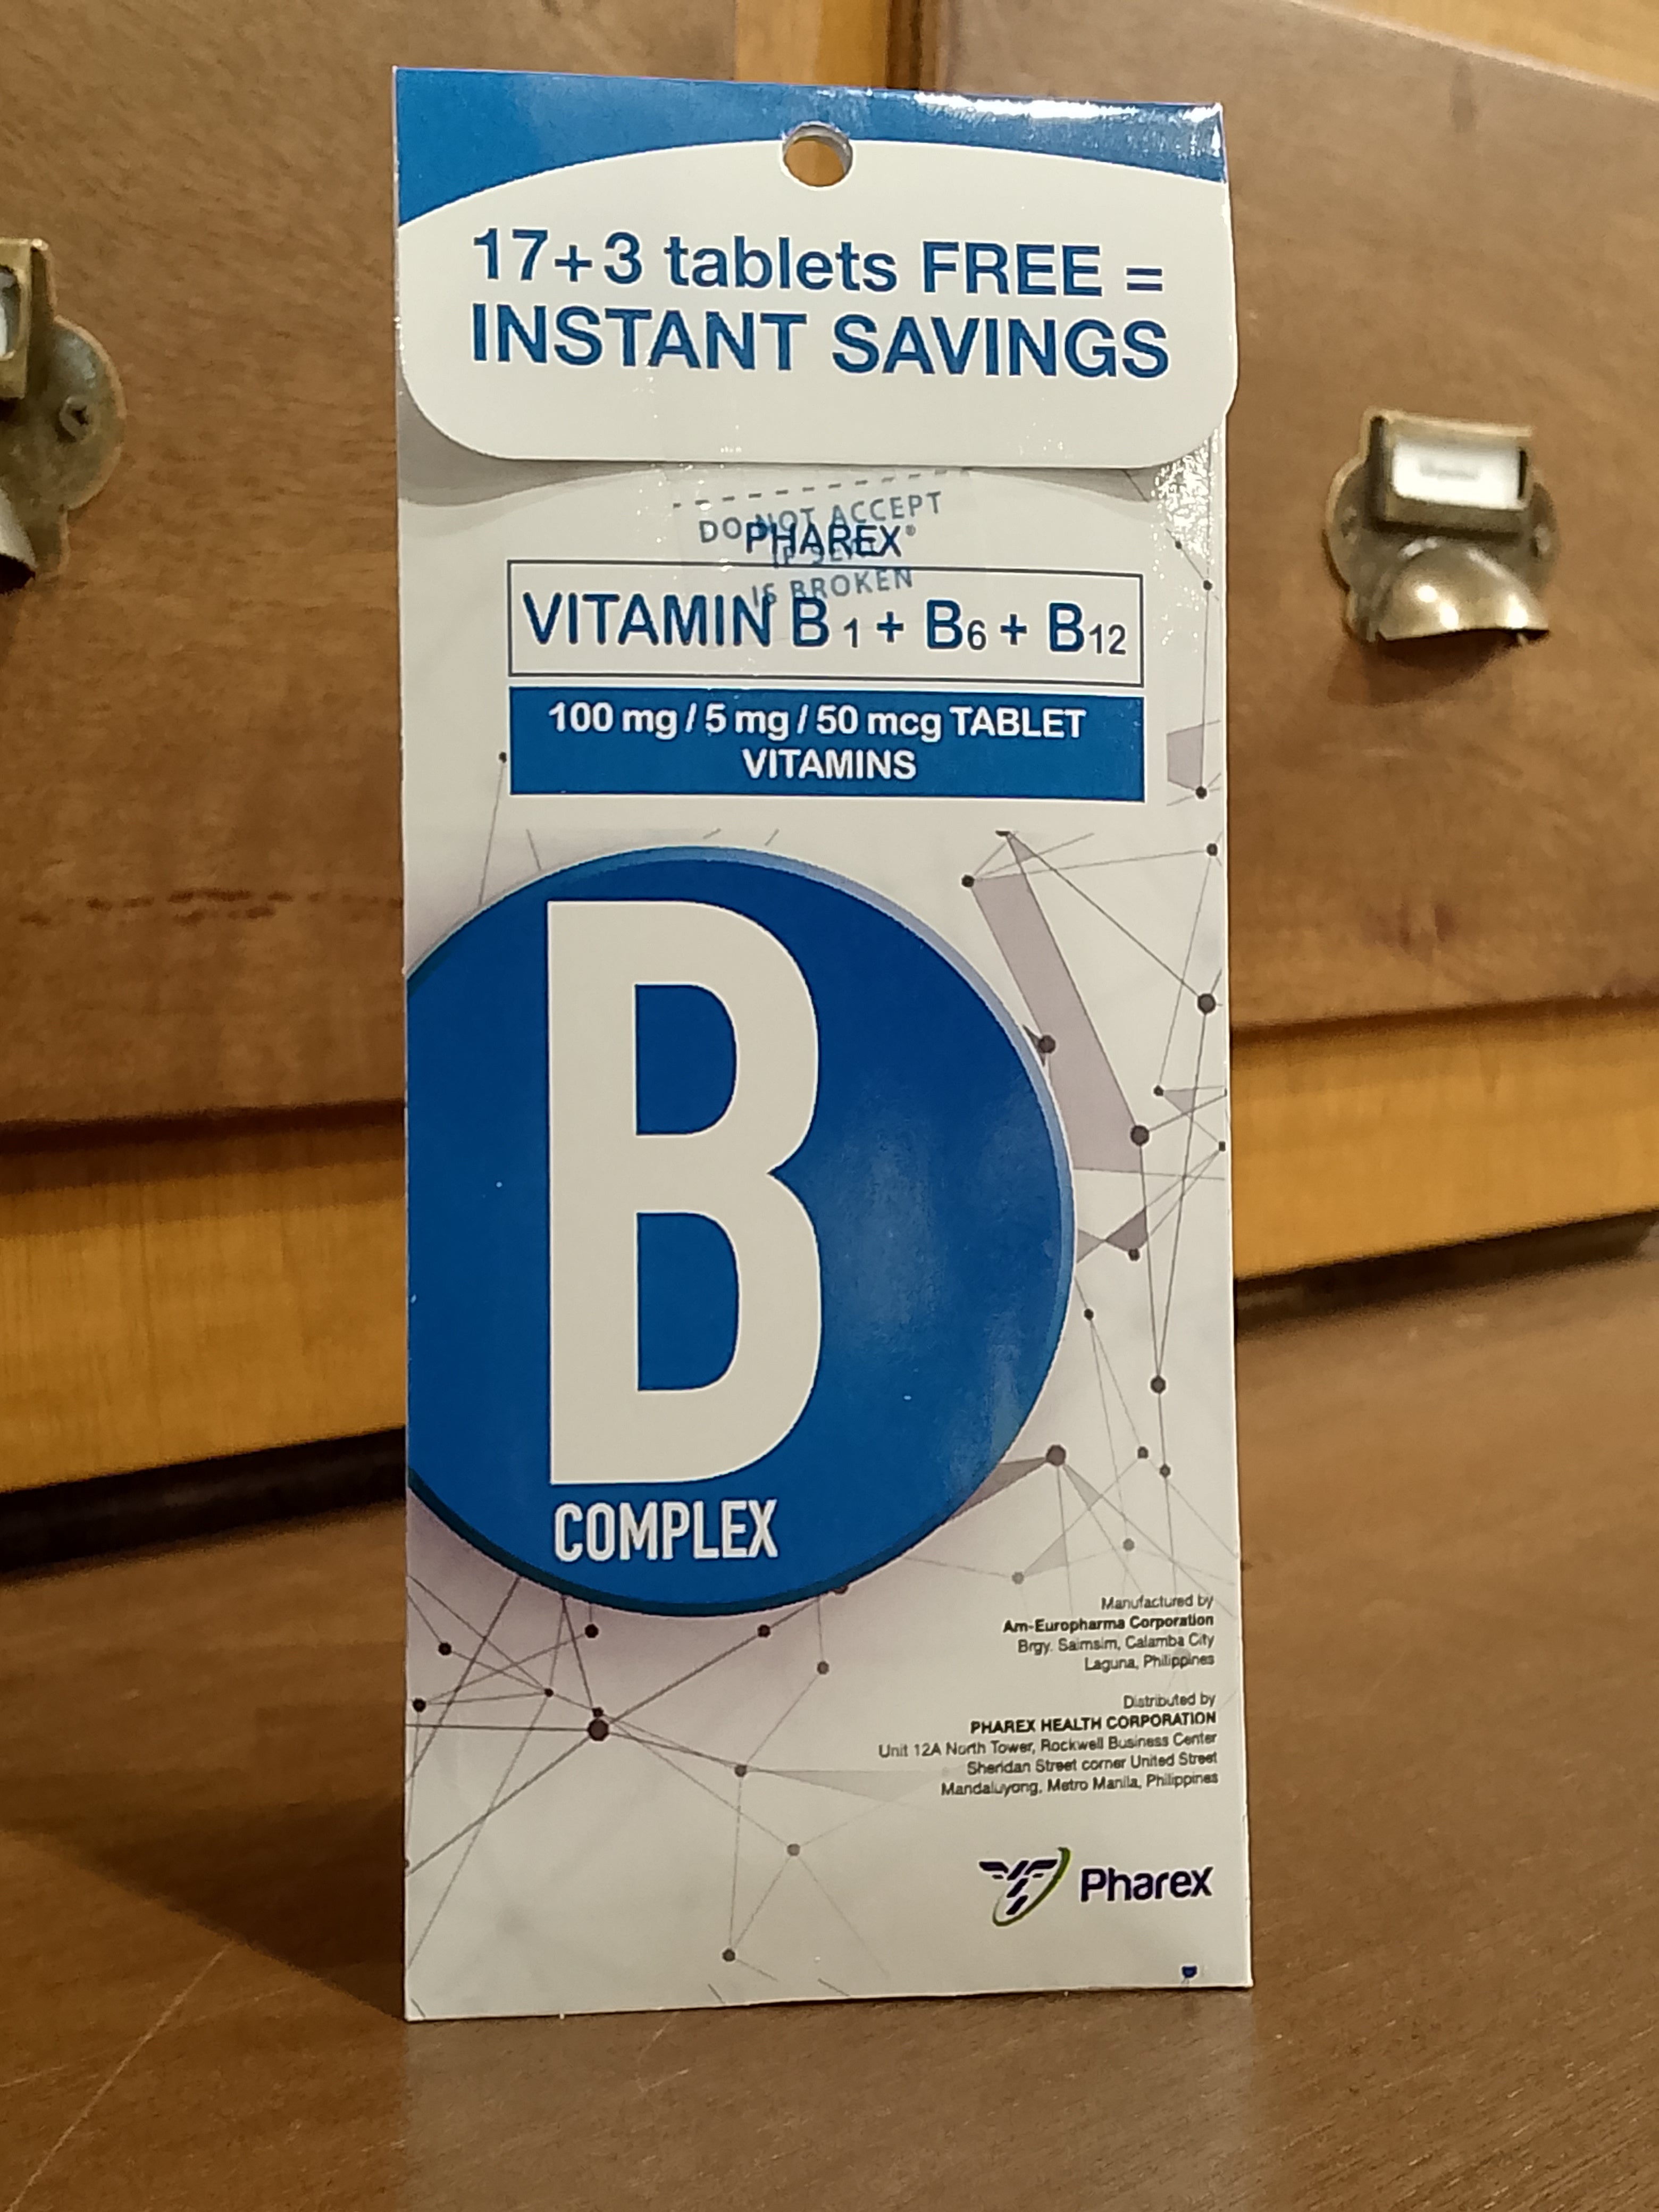 17+3 tablets FREE =
INSTANT SAVINGS
DO NOT ACCEPT
IF SEAL
IS BROKEN
PHAREX®
VITAMIN B1 + B6 + B12
100 mg / 5 mg / 50 mcg TABLET
VITAMINS
B
COMPLEX
Manufactured by
Am-Europharma Corporation
Brgy. Saimsim, Calamba City
Laguna, Philippines
Distributed by
PHAREX HEALTH CORPORATION
Unit 12A North Tower, Rockwell Business Center
Sheridan Street corner United Street
Mandaluyong, Metro Manila, Philippines
Pharex